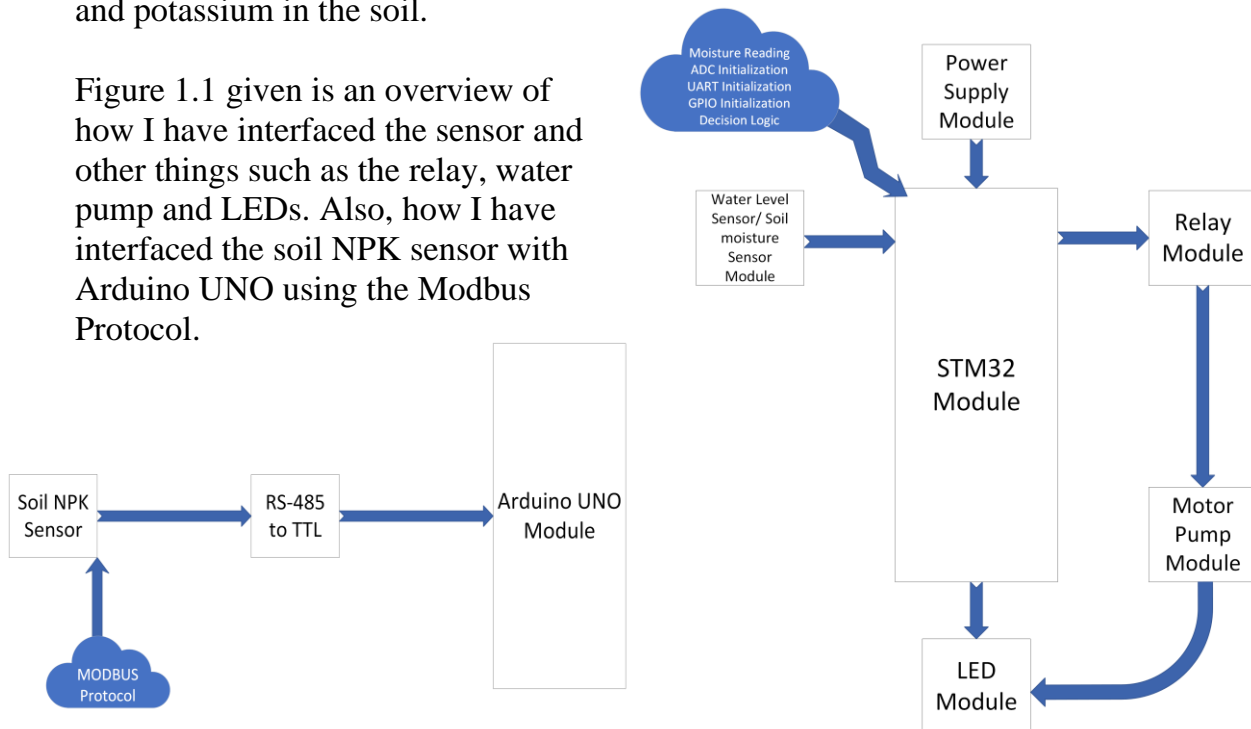 and potassium in the soil.
Figure 1.1 given is an overview of
how I have interfaced the sensor and
other things such as the relay, water
pump and LEDs. Also, how I have
interfaced the soil NPK sensor with
Arduino UNO using the Modbus
Protocol.
Soil NPK
Sensor
RS-485
to TTL
Arduino UNO
Module
MODBUS
Protocol
Moisture Reading
ADC Initialization
UART Initialization
GPIO Initialization
Decision Logic
Power
Supply
Module
Water Level
Sensor/ Soil
moisture
Sensor
Module
STM32
Module
Relay
Module
Motor
Pump
Module
LED
Module